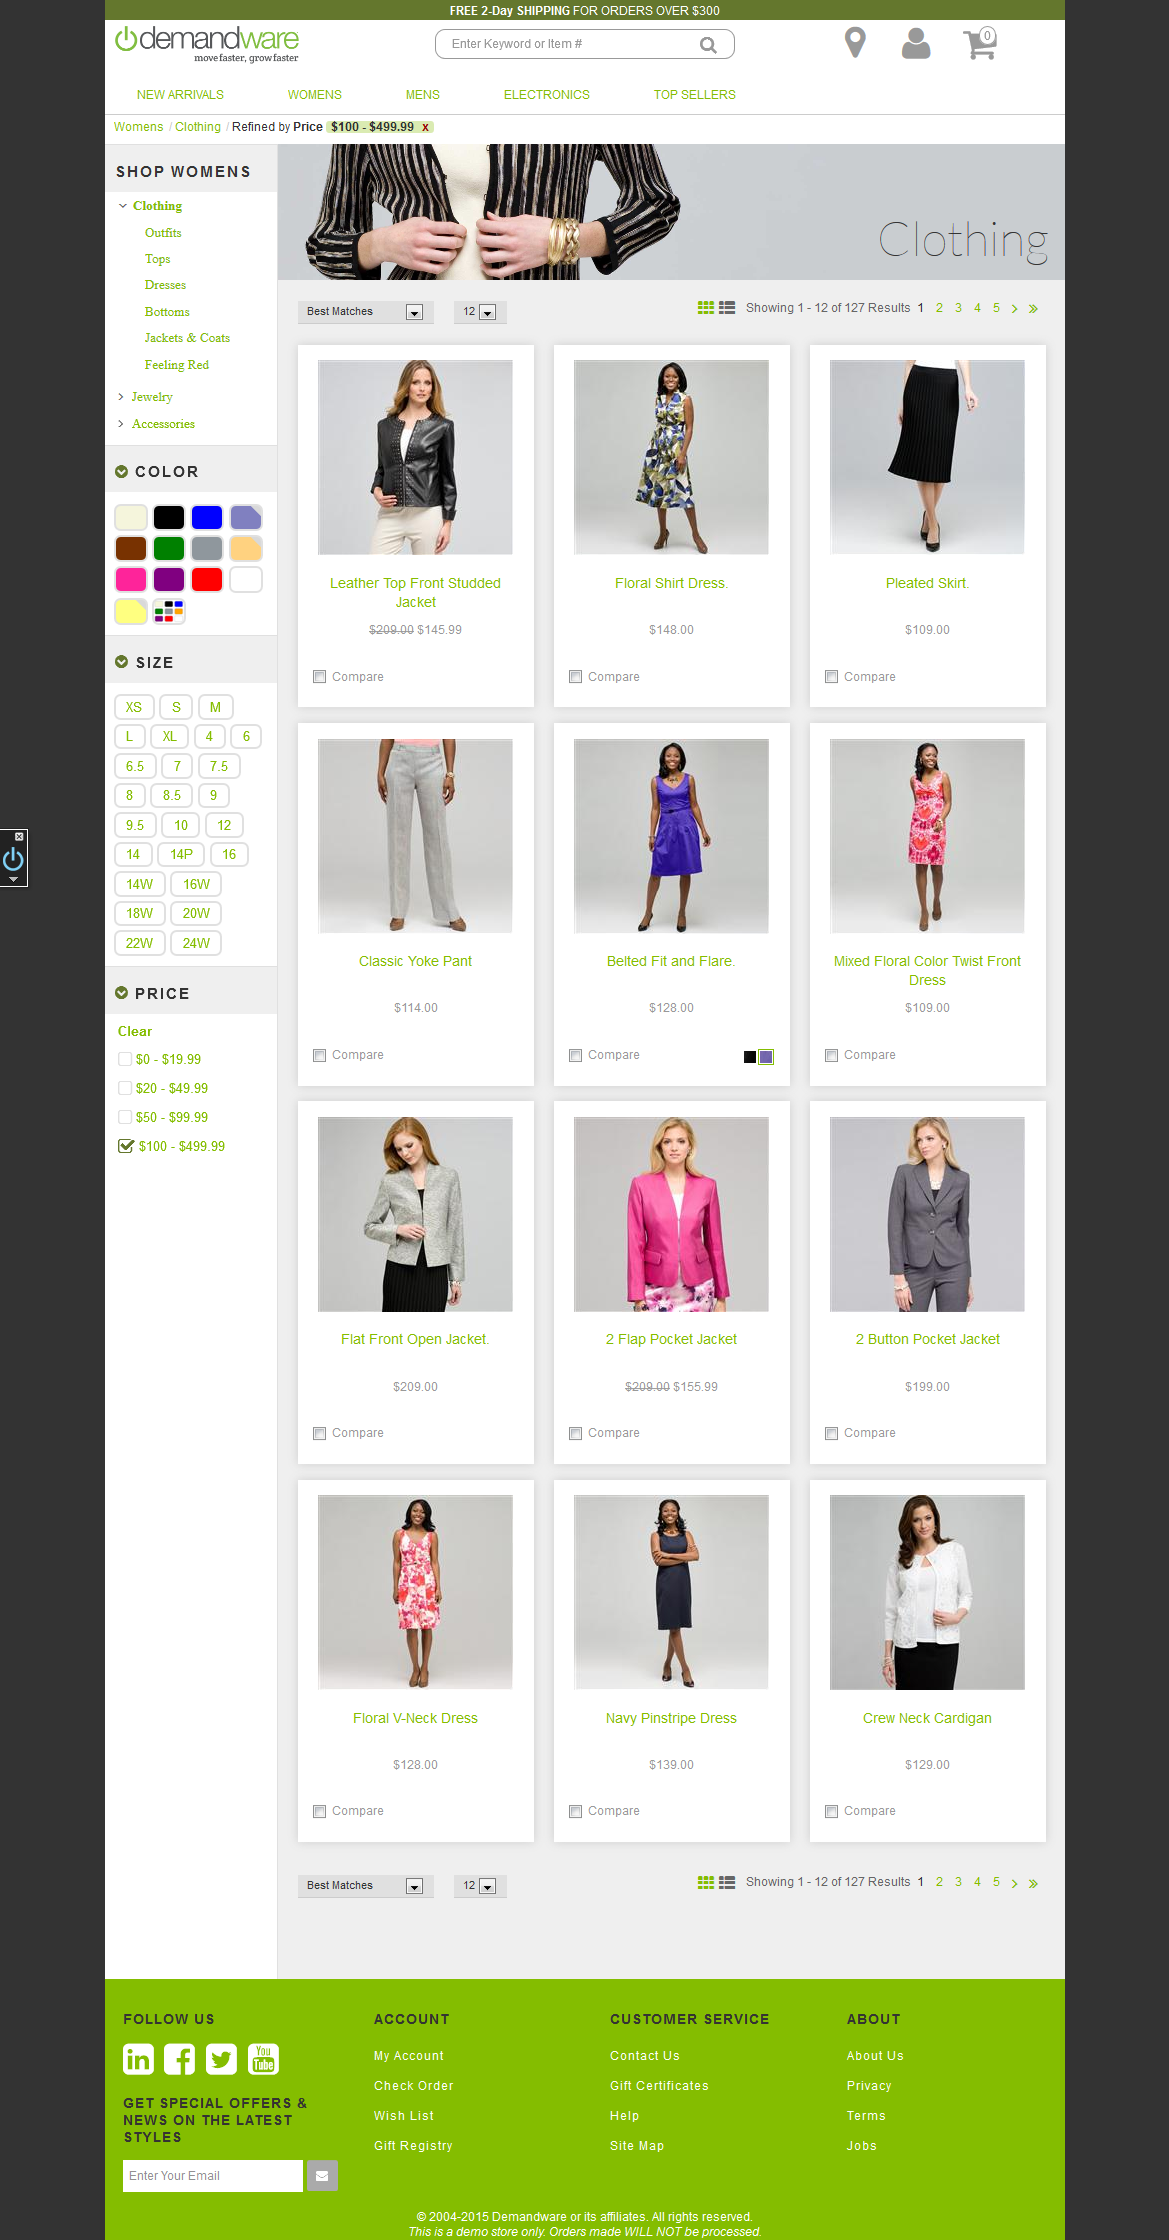 FREE 2-Day SHIPPING FOR ORDERS OVER $300
demandware
move faster, grow faster
Enter Keyword or Item #
0
NEW ARRIVALS WOMENS MENS ELECTRONICS TOP SELLERS
Womens / Clothing / Refined by Price $100 - $499.99 x
SHOP WOMENS
Clothing
Outfits
Tops
Dresses
Bottoms
Jackets & Coats
Feeling Red
Jewelry
Accessories
COLOR
SIZE
XS S M
L XL 4 6
6.5 7 7.5
8 8.5 9
9.5 10 12
14 14P 16
14W 16W
18W 20W
22W 24W
PRICE
Clear
$0 - $19.99
$20 - $49.99
$50 - $99.99
$100 - $499.99
Clothing
Best Matches 12 Showing 1 - 12 of 127 Results 1 2 3 4 5 > »
Leather Top Front Studded
Jacket
$209.00 $145.99
Compare
Floral Shirt Dress.
$148.00
Compare
Pleated Skirt.
$109.00
Compare
Classic Yoke Pant
$114.00
Compare
Belted Fit and Flare.
$128.00
Compare
Mixed Floral Color Twist Front
Dress
$109.00
Compare
Flat Front Open Jacket.
$209.00
Compare
2 Flap Pocket Jacket
$209.00 $155.99
Compare
2 Button Pocket Jacket
$199.00
Compare
Floral V-Neck Dress
$128.00
Compare
Navy Pinstripe Dress
$139.00
Compare
Crew Neck Cardigan
$129.00
Compare
Best Matches 12 Showing 1 - 12 of 127 Results 1 2 3 4 5 > »
FOLLOW US
in f You Tube
GET SPECIAL OFFERS &
NEWS ON THE LATEST
STYLES
Enter Your Email
ACCOUNT
My Account
Check Order
Wish List
Gift Registry
CUSTOMER SERVICE
Contact Us
Gift Certificates
Help
Site Map
ABOUT
About Us
Privacy
Terms
Jobs
© 2004-2015 Demandware or its affiliates. All rights reserved.
This is a demo store only. Orders made WILL NOT be processed.